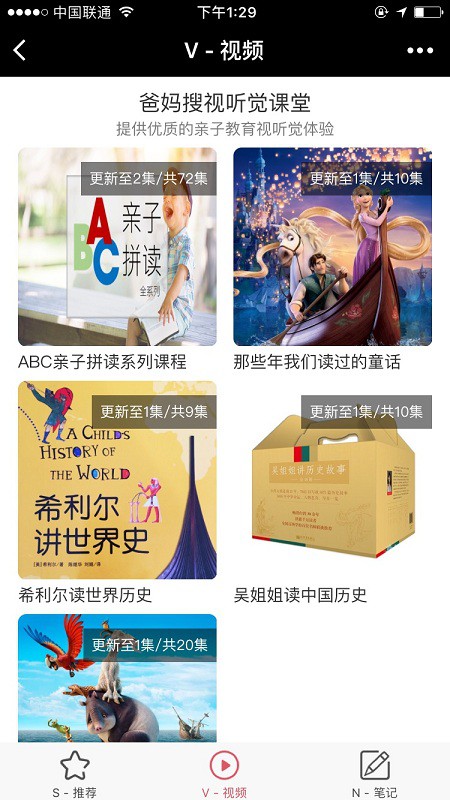 中国联通
下午1:29
V - 视频
爸妈搜视听觉课堂
提供优质的亲子教育视听觉体验
更新至2集/共72集
ABC
亲子
拼读
全系列
ABC亲子拼读系列课程
更新至1集/共10集
那些年我们读过的童话
更新至1集/共9集
A CHILD'S
HISTORY OF
THE WORLD
希利尔
讲世界史
希利尔读世界历史
更新至1集/共10集
吴姐姐讲历史故事
吴姐姐读中国历史
更新至1集/共20集
S - 推荐
V - 视频
N - 笔记